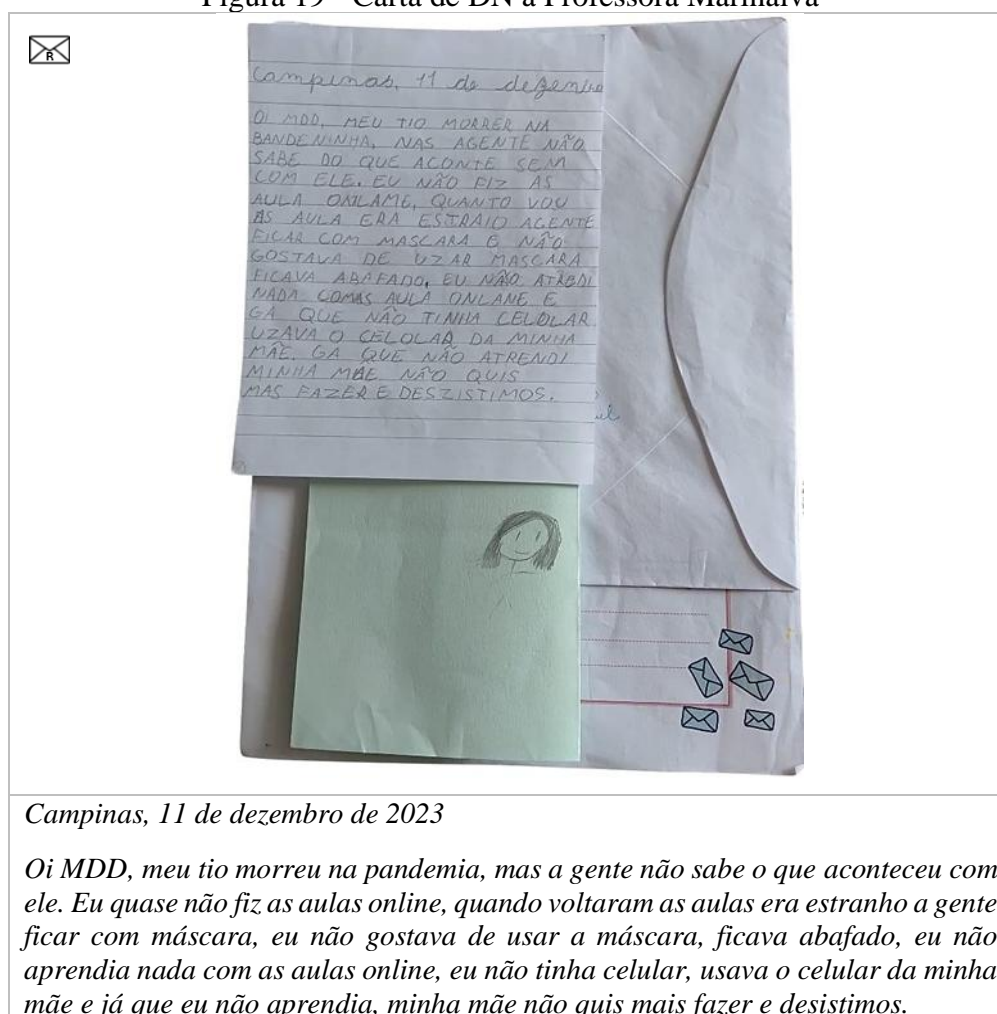 Figura 19 - Carta de DN à Professora Marinalva
R
Campinas, 11 de dezembro
OI MDD, MEU TIO MORRER NA
BANDENINHA, NAS AGENTE NÃO
SABE DO QUE ACONTE SEM
COM ELE. EU NÃO FIZ AS
AULA ONLAME, QUANTO VOU
AS AULA ERA ESTRAIO AGENTE
FICAR COM MASCARA E NÃO
GOSTAVA DE UZAR MASCARA
FICAVA ABAFADO, EU NÃO ATREDI
NADA COMAS AULA ONLANE E
GA QUE NÃO TINHA CELOLAR
UZAVA O CELOLAR DA MINHA
MÃE. GA QUE NÃO ATRENDI
MINHA MÃE NÃO QUIS
MAS FAZER E DESZISTIMOS.
Campinas, 11 de dezembro de 2023
Oi MDD, meu tio morreu na pandemia, mas a gente não sabe o que aconteceu com
ele. Eu quase não fiz as aulas online, quando voltaram as aulas era estranho a gente
ficar com máscara, eu não gostava de usar a máscara, ficava abafado, eu não
aprendia nada com as aulas online, eu não tinha celular, usava o celular da minha
mãe e já que eu não aprendia, minha mãe não quis mais fazer e desistimos.